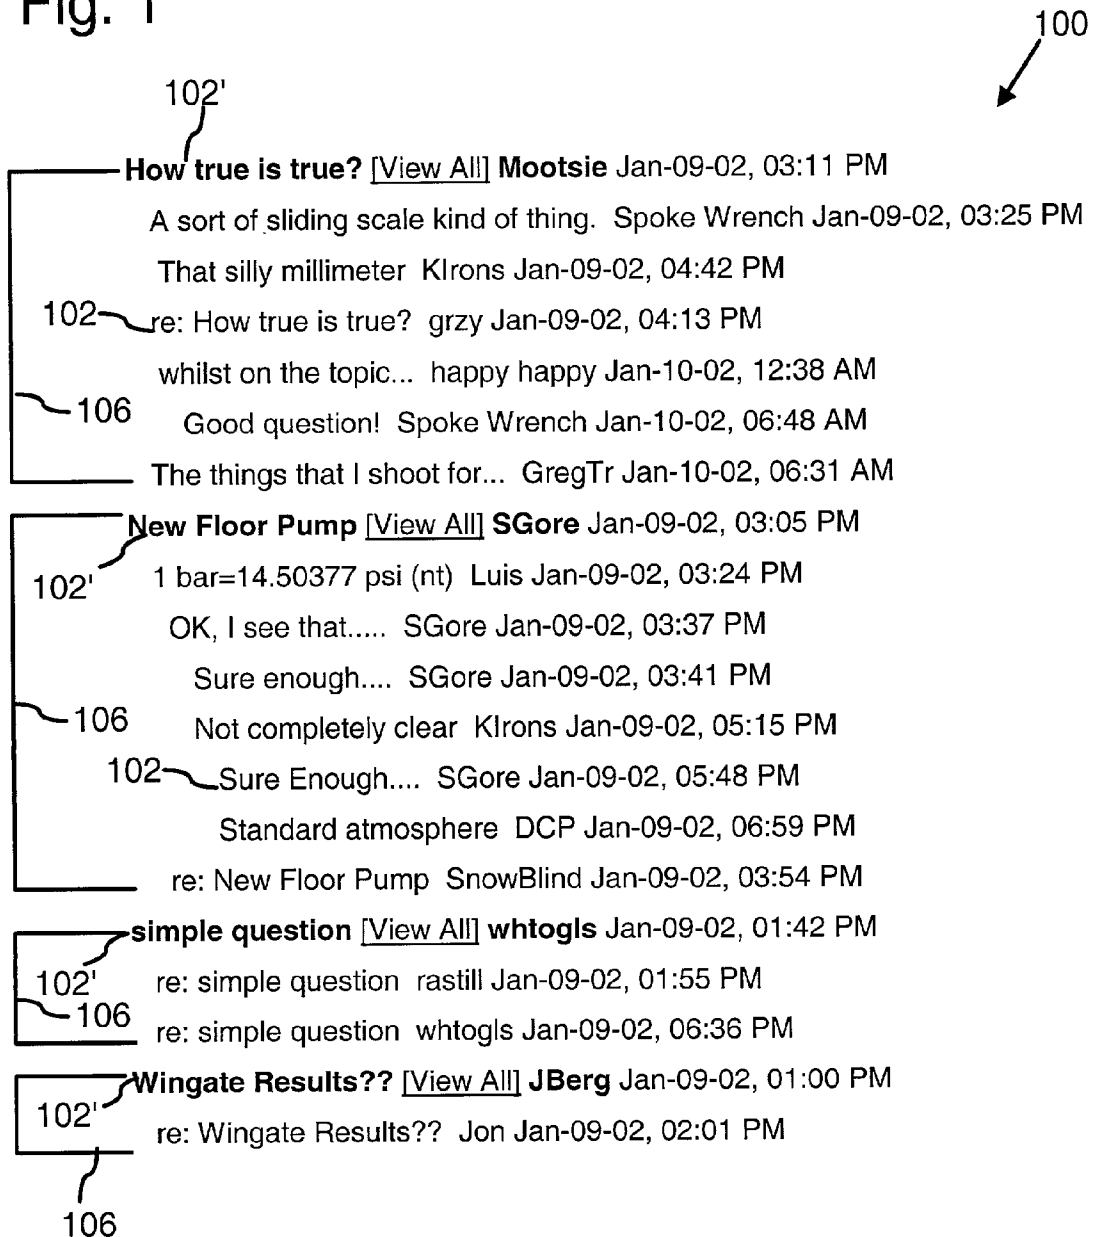 Fig. 1
100
102'
How true is true? [View All] Mootsie Jan-09-02, 03:11 PM
A sort of sliding scale kind of thing. Spoke Wrench Jan-09-02, 03:25 PM
That silly millimeter KIrons Jan-09-02, 04:42 PM
102 re: How true is true? grzy Jan-09-02, 04:13 PM
whilst on the topic... happy happy Jan-10-02, 12:38 AM
106
Good question! Spoke Wrench Jan-10-02, 06:48 AM
The things that I shoot for... GregTr Jan-10-02, 06:31 AM
New Floor Pump [View All] SGore Jan-09-02, 03:05 PM
102'
1 bar=14.50377 psi (nt) Luis Jan-09-02, 03:24 PM
OK, I see that..... SGore Jan-09-02, 03:37 PM
Sure enough.... SGore Jan-09-02, 03:41 PM
106
Not completely clear KIrons Jan-09-02, 05:15 PM
102 Sure Enough.... SGore Jan-09-02, 05:48 PM
Standard atmosphere DCP Jan-09-02, 06:59 PM
re: New Floor Pump SnowBlind Jan-09-02, 03:54 PM
simple question [View All] whtogls Jan-09-02, 01:42 PM
102'
re: simple question rastill Jan-09-02, 01:55 PM
106
re: simple question whtogls Jan-09-02, 06:36 PM
Wingate Results?? [View All] JBerg Jan-09-02, 01:00 PM
102'
re: Wingate Results?? Jon Jan-09-02, 02:01 PM
106